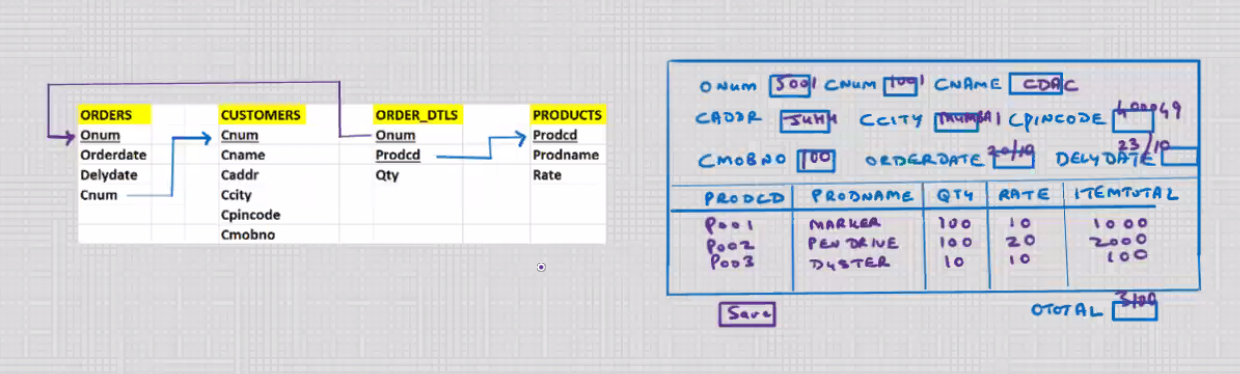 ORDERS CUSTOMERS ORDER_DTLS PRODUCTS
Onum Cnum Onum Prodcd
Orderdate Cname Prodcd Prodname
Delydate Caddr Qty Rate
Cnum Ccity
Cpincode
Cmobno
ONUM 5001 CNUM 1001 CNAME CDAC
CADDR JUHU CCITY MUMBAI CPINCODE 400049
CMOBNO 100 ORDERDATE 20/10 DELYDATE 23/10
PRODCD PRODNAME QTY RATE ITEMTOTAL
P001 MARKER 100 10 1000
P002 PEN DRIVE 100 20 2000
P003 DUSTER 10 10 100
Save OTOTAL 3100